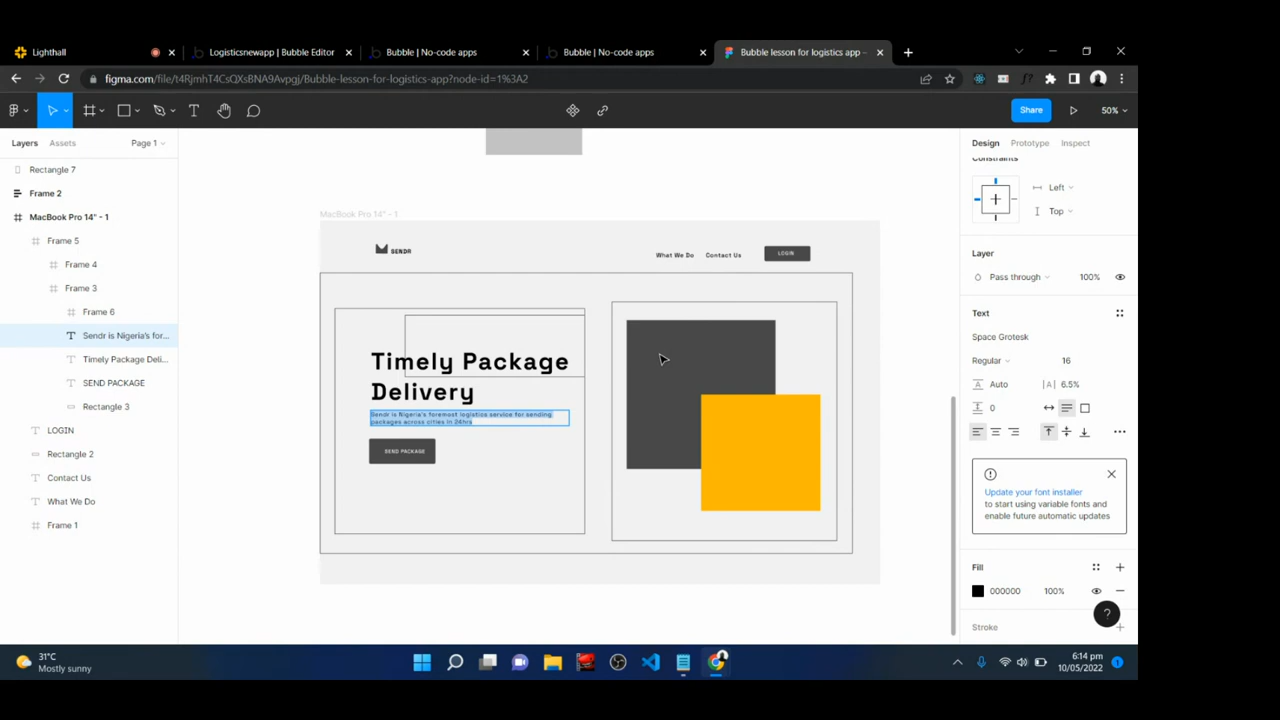 Lighthall
Logisticsnewapp | Bubble Editor
Bubble | No-code apps
Bubble | No-code apps
Bubble lesson for logistics app –
figma.com/file/t4RjmhT4CsQXsBNA9Avpgj/Bubble-lesson-for-logistics-app?node-id=1%3A2
Share
50%
Layers
Assets
Page 1
Design
Prototype
Inspect
Constraints
Rectangle 7
Frame 2
MacBook Pro 14" - 1
Frame 5
Frame 4
Frame 3
Frame 6
Sendr is Nigeria's for...
Timely Package Deli...
SEND PACKAGE
Rectangle 3
LOGIN
Rectangle 2
Contact Us
What We Do
Frame 1
MacBook Pro 14" - 1
SENDR
What We Do
Contact Us
LOGIN
Timely Package
Delivery
Sendr is Nigeria's foremost logistics service for sending
packages across cities in 24hrs
SEND PACKAGE
Left
Top
Layer
Pass through
100%
Text
Space Grotesk
Regular
16
Auto
|A|
6.5%
0
Update your font installer
to start using variable fonts and
enable future automatic updates
Fill
000000
100%
?
Stroke
31°C
Mostly sunny
6:14 pm
10/05/2022
1